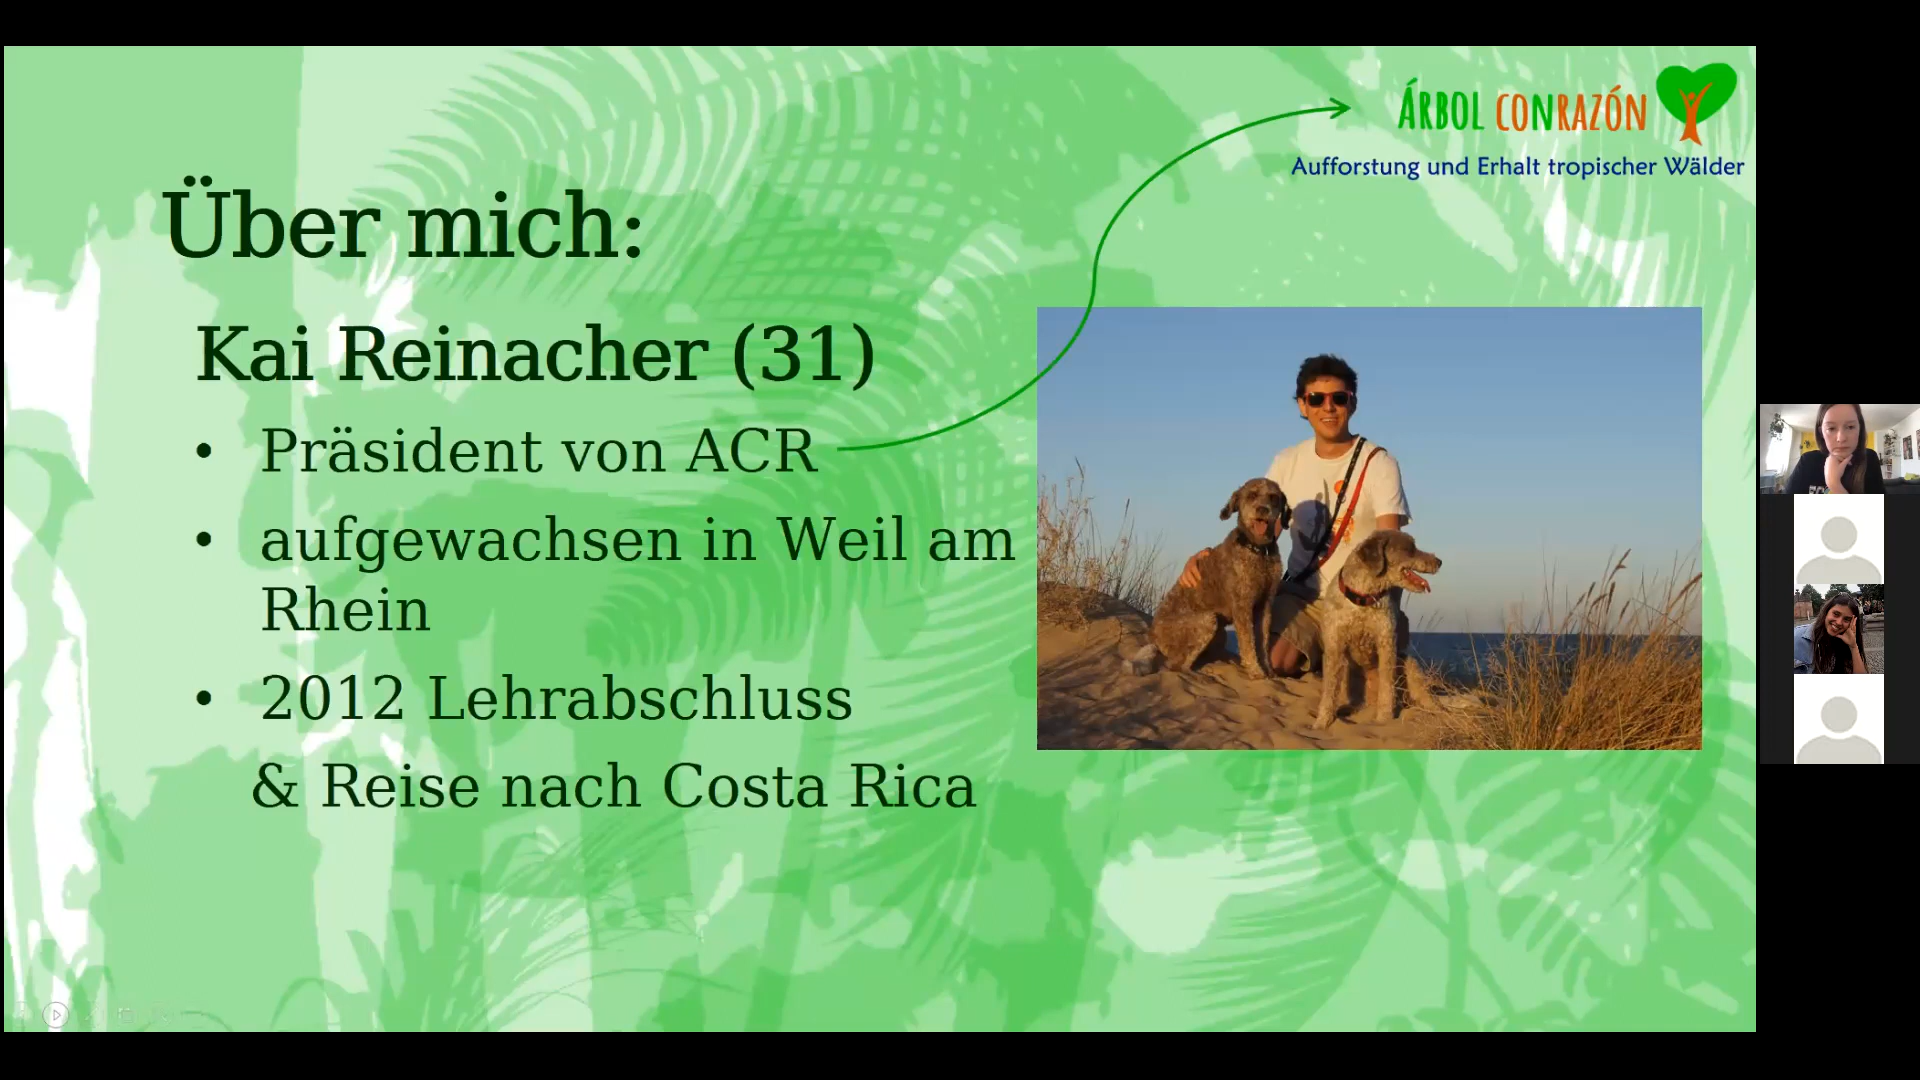 ÁRBOL CONRAZÓN
Aufforstung und Erhalt tropischer Wälder
Über mich:
Kai Reinacher (31)
• Präsident von ACR
• aufgewachsen in Weil am
Rhein
• 2012 Lehrabschluss
& Reise nach Costa Rica